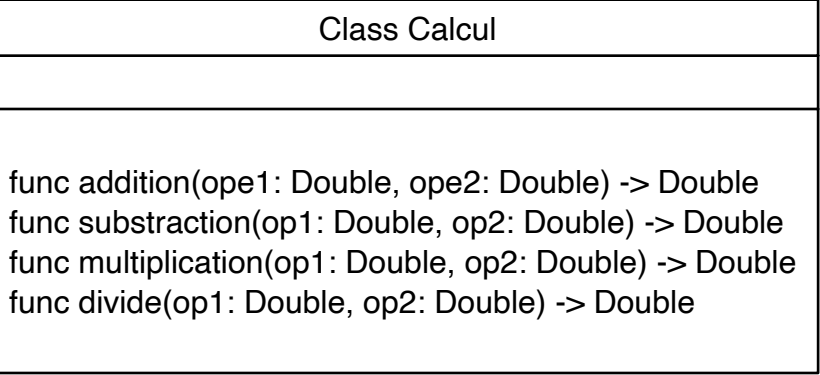 Class Calcul
func addition(ope1: Double, ope2: Double) -> Double
func substraction(op1: Double, op2: Double) -> Double
func multiplication(op1: Double, op2: Double) -> Double
func divide(op1: Double, op2: Double) -> Double